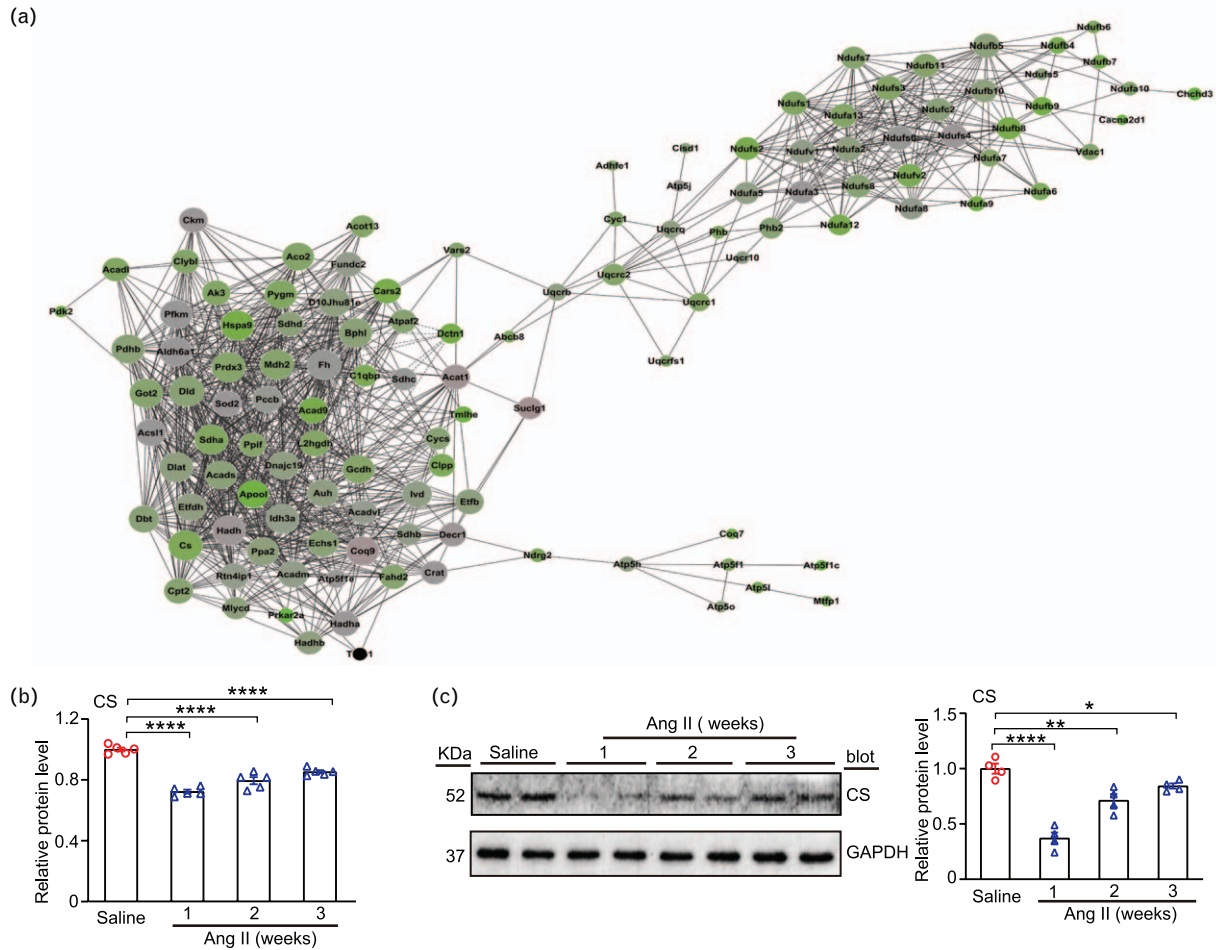 (a)
Ndufb6
Ndufb5
Ndufb4
Ndufs7
Ndufb7
Ndufb11
Ndufs5
Ndufs3
Ndufb10
Ndufa10
Chchd3
Ndufs1
Ndufc2
Ndufb9
Ndufa13
Cacna2d1
Ndufb8
Ndufs6
Ndufs4
Ndufs2
Ndufv1
Ndufa2
Vdac1
Cisd1
Ndufa7
Adhfe1
Ndufv2
Atp5j
Ndufa5
Ndufa3
Ndufs8
Ndufa6
Ndufa9
Ndufa8
Ckm
Cyc1
Uqcrq
Phb
Phb2
Ndufa12
Acot13
Vars2
Aco2
Uqcr10
Clybl
Fundc2
Acadl
Uqcrc2
Ak3
Pygm
Cars2
Uqcrb
D10Jhu81e
Uqcrc1
Pdk2
Pfkm
Hspa9
Sdhd
Atpaf2
Bphl
Dctn1
Abcb8
Pdhb
Aldh6a1
Uqcrfs1
Prdx3
Mdh2
Fh
C1qbp
Sdhc
Acat1
Got2
Dld
Pccb
Sod2
Suclg1
Acad9
Tmlhe
Acsl1
Sdha
Ppif
L2hgdh
Cycs
Clpp
Dlat
Acads
Dnajc19
Gcdh
Apool
Auh
Ivd
Etfb
Etfdh
Acadvl
Dbt
Idh3a
Hadh
Sdhb
Decr1
Cs
Ppa2
Echs1
Coq9
Coq7
Ndrg2
Atp5h
Atp5f1
Atp5f1c
Rtn4ip1
Acadm
Atp5f1e
Fahd2
Crat
Cpt2
Atp5l
Mlycd
Atp5o
Mtfp1
Prkar2a
Hadha
Hadhb
(b)
CS
****
****
****
Relative protein level
1.2
0.8
0.4
0
Saline
1
2
3
Ang II (weeks)
(c)
Ang II ( weeks)
KDa
Saline
1
2
3
blot
52
CS
37
GAPDH
*
**
****
Relative protein level
1.5
1.0
0.5
0
Saline
1
2
3
Ang II (weeks)